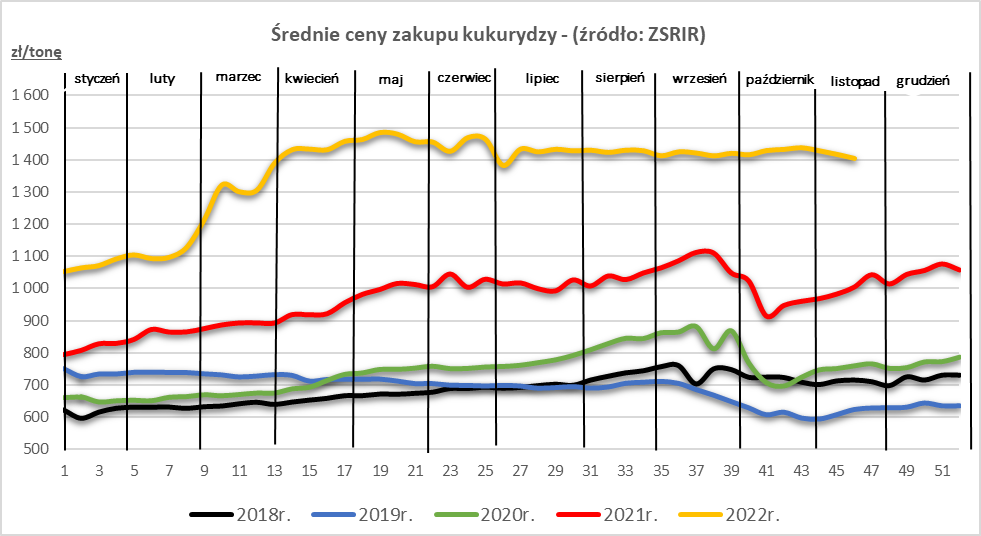 Średnie ceny zakupu kukurydzy - (źródło: ZSRIR)
zł/tonę
styczeń luty marzec kwiecień maj czerwiec lipiec sierpień wrzesień październik listopad grudzień
1 600
1 500
1 400
1 300
1 200
1 100
1 000
900
800
700
600
500
1 3 5 7 9 11 13 15 17 19 21 23 25 27 29 31 33 35 37 39 41 43 45 47 49 51
2018r. 2019r. 2020r. 2021r. 2022r.